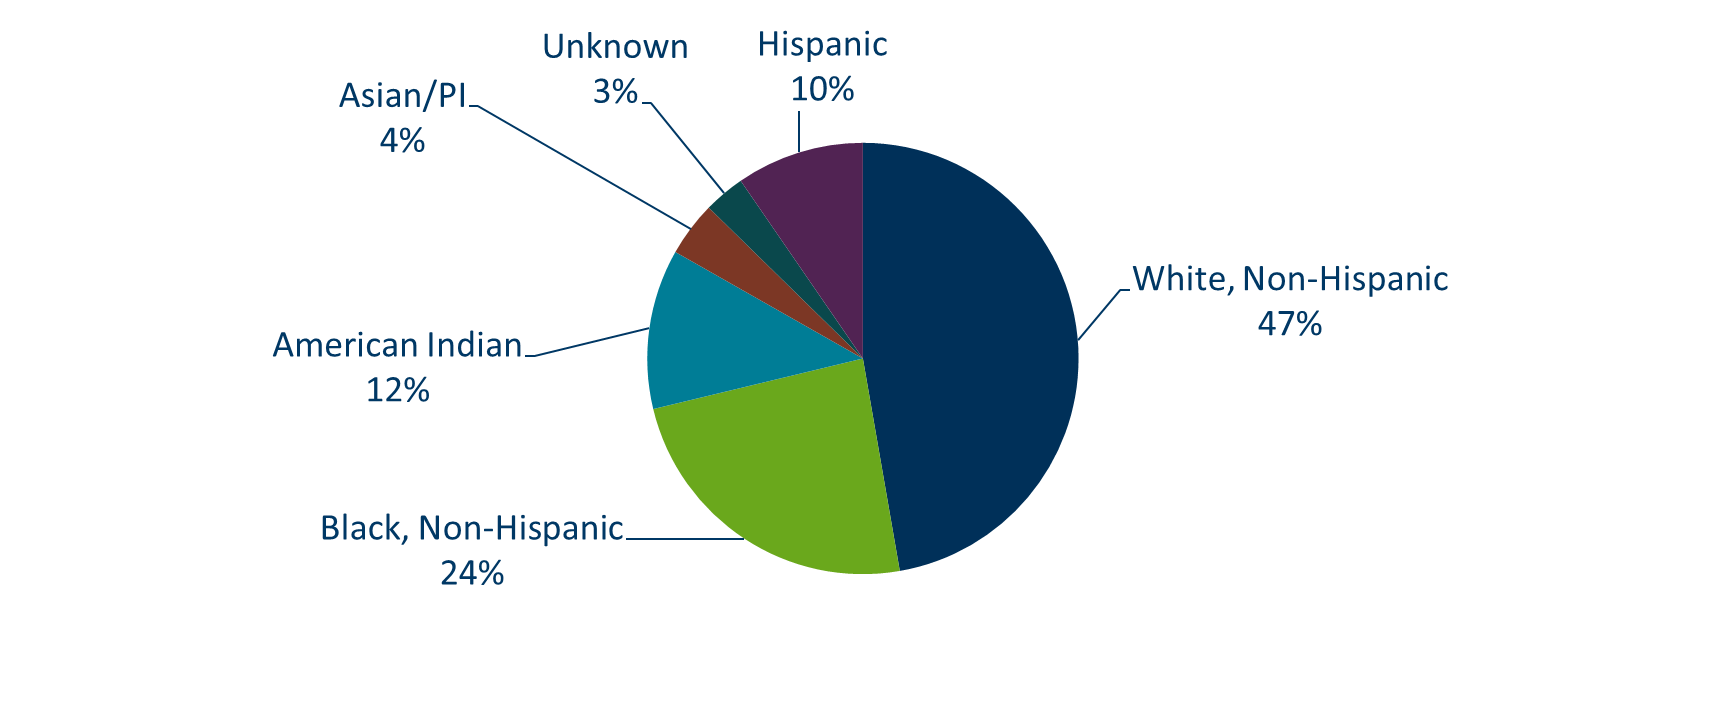 Unknown
3%
Hispanic
10%
Asian/PI
4%
White, Non-Hispanic
47%
American Indian
12%
Black, Non-Hispanic
24%